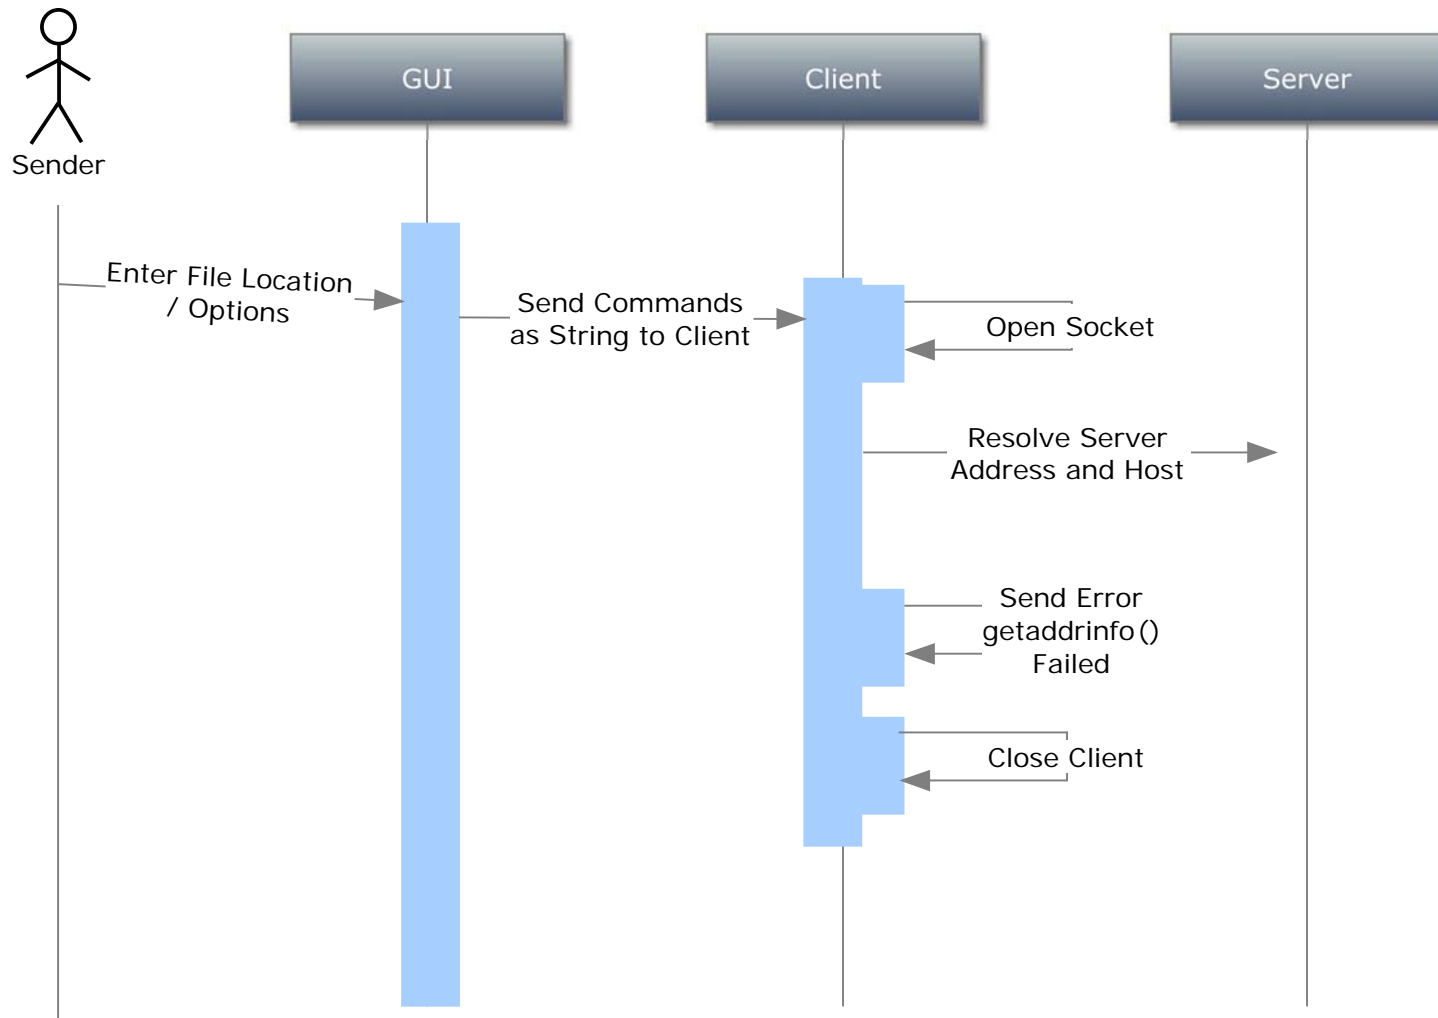 Sender
GUI
Client
Server
Enter File Location
/ Options
Send Commands
as String to Client
Open Socket
Resolve Server
Address and Host
Send Error
getaddrinfo()
Failed
Close Client